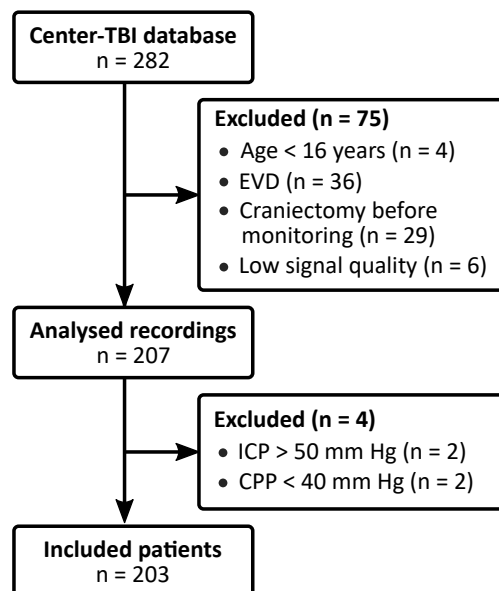 Center-TBI database
n = 282
Excluded (n = 75)
• Age < 16 years (n = 4)
• EVD (n = 36)
• Craniectomy before
monitoring (n = 29)
• Low signal quality (n = 6)
Analysed recordings
n = 207
Excluded (n = 4)
• ICP > 50 mm Hg (n = 2)
• CPP < 40 mm Hg (n = 2)
Included patients
n = 203